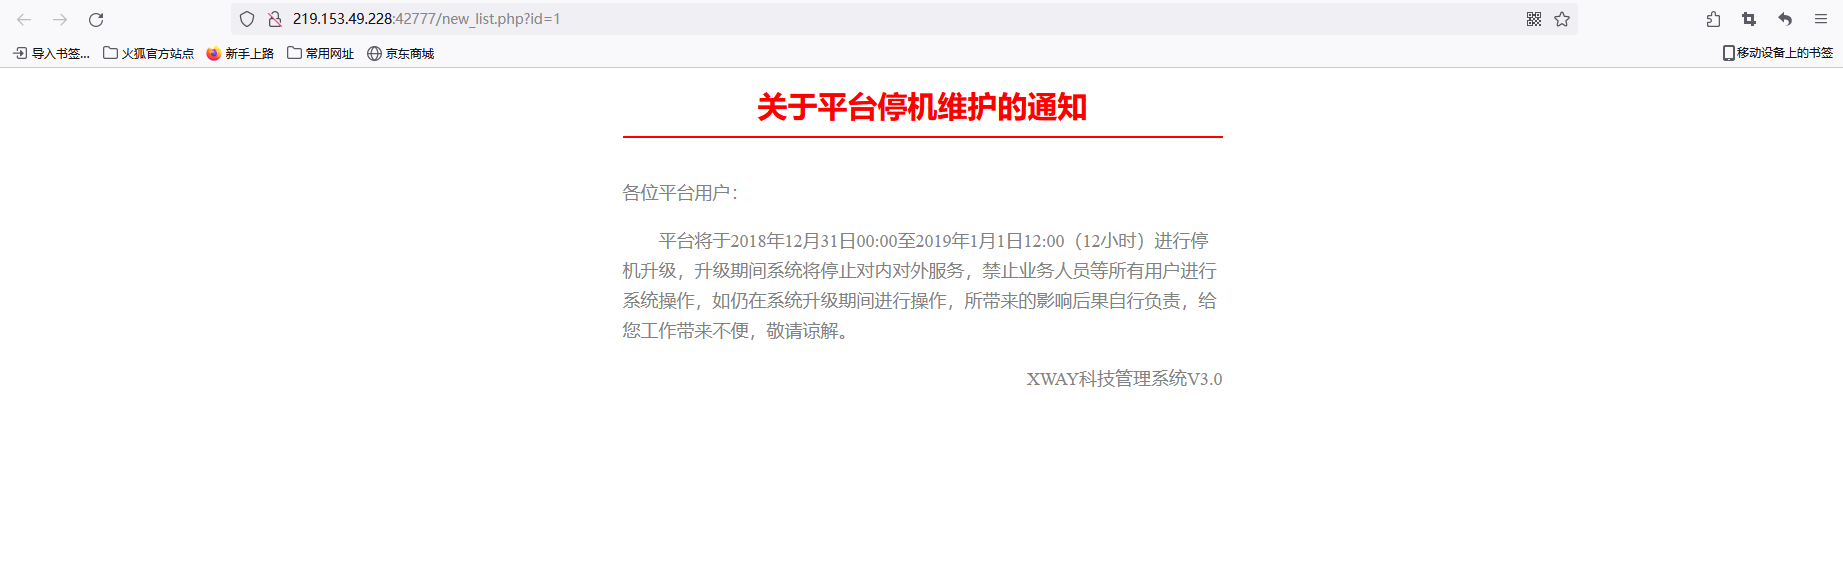 219.153.49.228:42777/new_list.php?id=1
导入书签... 火狐官方站点 新手上路 常用网址 京东商城 移动设备上的书签
关于平台停机维护的通知
各位平台用户：
平台将于2018年12月31日00:00至2019年1月1日12:00（12小时）进行停
机升级，升级期间系统将停止对内对外服务，禁止业务人员等所有用户进行
系统操作，如仍在系统升级期间进行操作，所带来的影响后果自行负责，给
您工作带来不便，敬请谅解。
XWAY科技管理系统V3.0